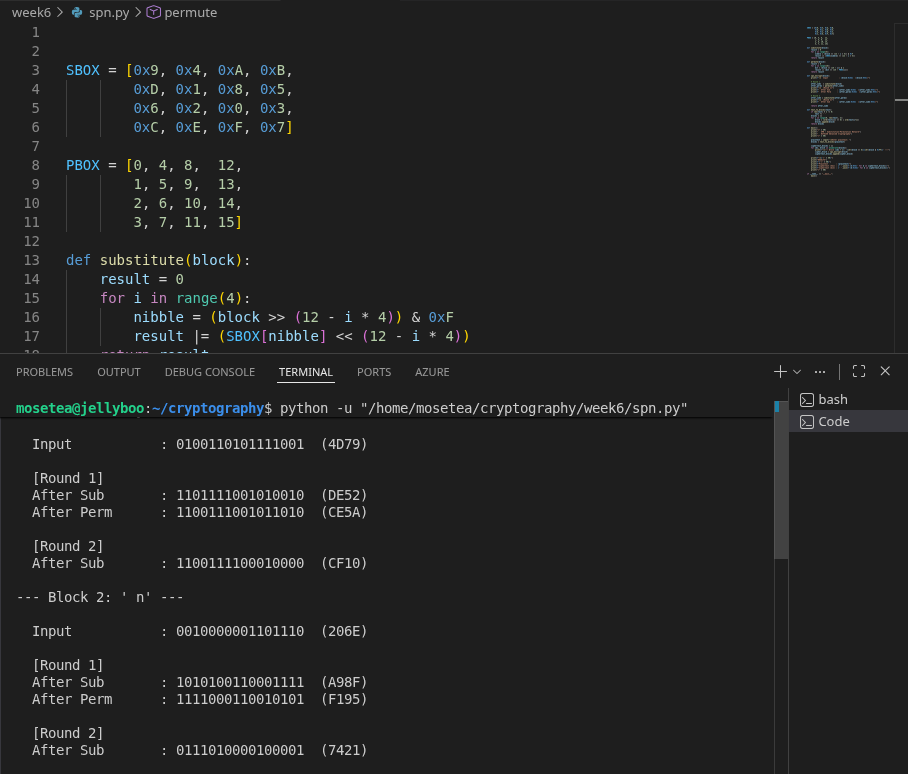 week6 > spn.py > permute
1
2
3 SBOX = [0x9, 0x4, 0xA, 0xB,
4 0xD, 0x1, 0x8, 0x5,
5 0x6, 0x2, 0x0, 0x3,
6 0xC, 0xE, 0xF, 0x7]
7
8 PBOX = [0, 4, 8,  12,
9 1, 5, 9,  13,
10 2, 6, 10, 14,
11 3, 7, 11, 15]
12
13 def substitute(block):
14 result = 0
15 for i in range(4):
16 nibble = (block >> (12 - i * 4)) & 0xF
17 result |= (SBOX[nibble] << (12 - i * 4))
18 return result
PROBLEMS OUTPUT DEBUG CONSOLE TERMINAL PORTS AZURE
mosetea@jellyboo:~/cryptography$ python -u "/home/mosetea/cryptography/week6/spn.py"
bash
Code
Input : 0100110101111001 (4D79)
[Round 1]
After Sub : 1101111001010010 (DE52)
After Perm : 1100111001011010 (CE5A)
[Round 2]
After Sub : 1100111100010000 (CF10)
--- Block 2: ' n' ---
Input : 0010000001101110 (206E)
[Round 1]
After Sub : 1010100110001111 (A98F)
After Perm : 1111000110010101 (F195)
[Round 2]
After Sub : 0111010000100001 (7421)